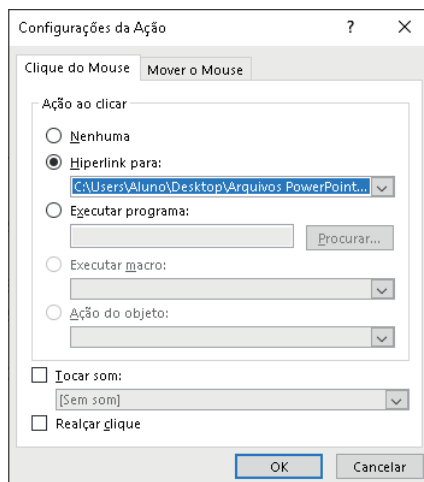 Configurações da Ação ? ×
Clique do Mouse Mover o Mouse
Ação ao clicar
Nenhuma
Hiperlink para:
C:\Users\Aluno\Desktop\Arquivos PowerPoint...
Executar programa:
Procurar...
Executar macro:
Ação do objeto:
Tocar som:
[Sem som]
Realçar clique
OK Cancelar